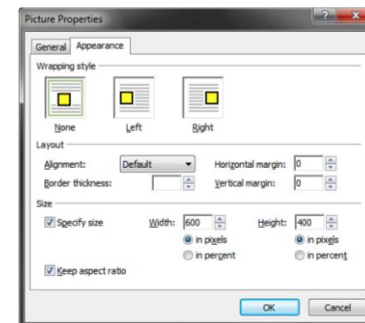 Picture Properties
General Appearance
Wrapping style
None Left Right
Layout
Alignment: Default Horizontal margin: 0
Border thickness: Vertical margin: 0
Size
Specify size Width: 600 Height: 400
in pixels in pixels
in percent in percent
Keep aspect ratio
OK Cancel